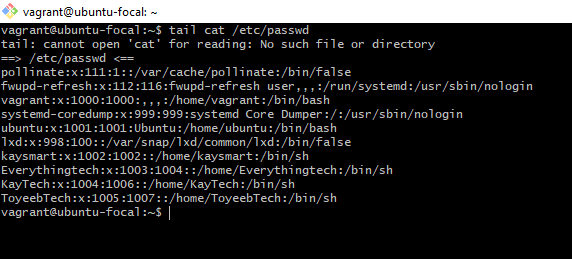 vagrant@ubuntu-focal: ~
vagrant@ubuntu-focal:~$ tail cat /etc/passwd
tail: cannot open 'cat' for reading: No such file or directory
==> /etc/passwd <==
pollinate:x:111:1::/var/cache/pollinate:/bin/false
fwupd-refresh:x:112:116:fwupd-refresh user,,,:/run/systemd:/usr/sbin/nologin
vagrant:x:1000:1000:,,,:/home/vagrant:/bin/bash
systemd-coredump:x:999:999:systemd Core Dumper:/:/usr/sbin/nologin
ubuntu:x:1001:1001:Ubuntu:/home/ubuntu:/bin/bash
lxd:x:998:100::/var/snap/lxd/common/lxd:/bin/false
kaysmart:x:1002:1002::/home/kaysmart:/bin/sh
Everythingtech:x:1003:1004::/home/Everythingtech:/bin/sh
KayTech:x:1004:1006::/home/KayTech:/bin/sh
ToyeebTech:x:1005:1007::/home/ToyeebTech:/bin/sh
vagrant@ubuntu-focal:~$